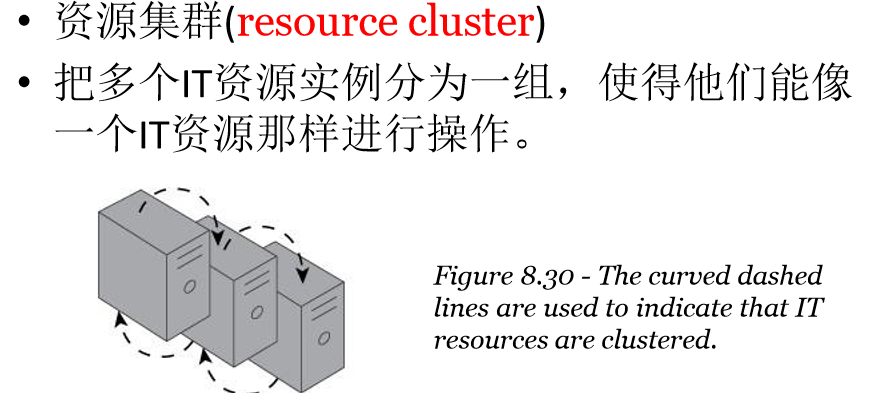 • 资源集群(resource cluster)
• 把多个IT资源实例分为一组，使得他们能像
一个IT资源那样进行操作。
Figure 8.30 - The curved dashed
lines are used to indicate that IT
resources are clustered.